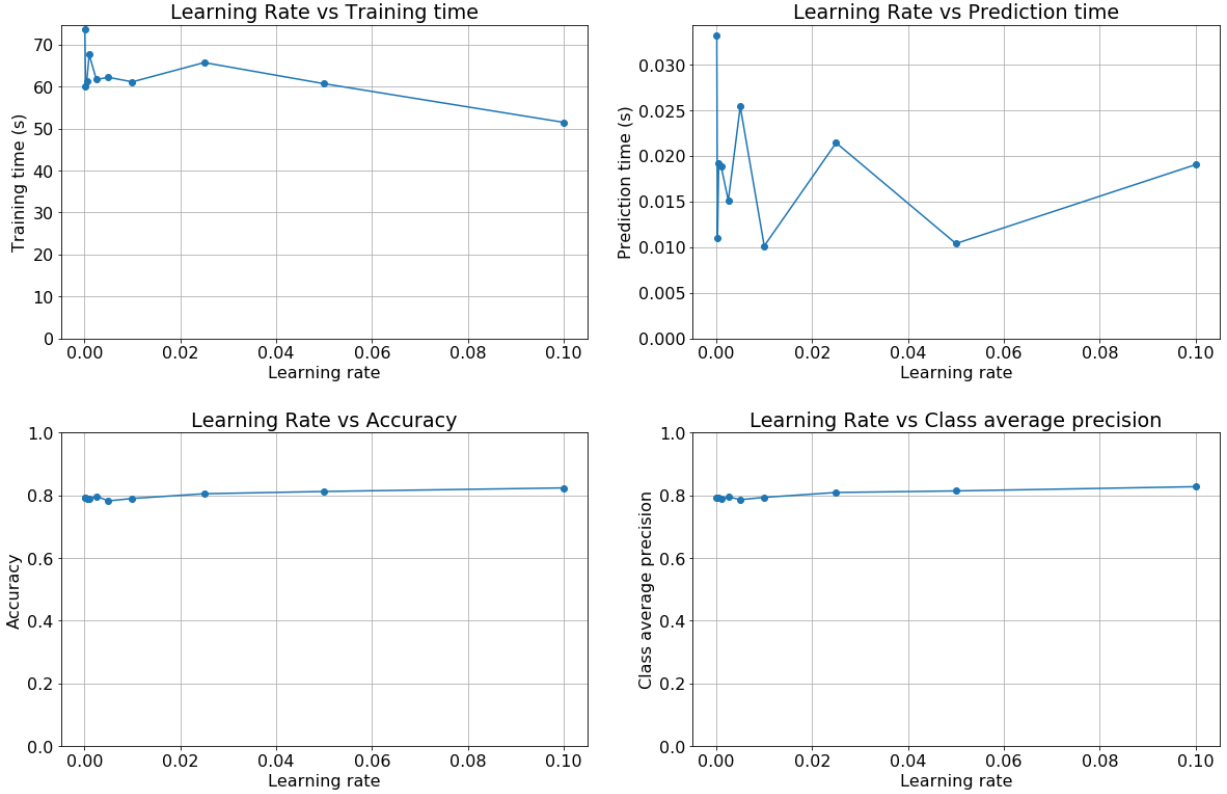 Learning Rate vs Training time
70
60
50
40
30
20
10
0
Training time (s)
0.00 0.02 0.04 0.06 0.08 0.10
Learning rate
Learning Rate vs Prediction time
0.030
0.025
0.020
0.015
0.010
0.005
0.000
Prediction time (s)
0.00 0.02 0.04 0.06 0.08 0.10
Learning rate
Learning Rate vs Accuracy
1.0
0.8
0.6
0.4
0.2
0.0
Accuracy
0.00 0.02 0.04 0.06 0.08 0.10
Learning rate
Learning Rate vs Class average precision
1.0
0.8
0.6
0.4
0.2
0.0
Class average precision
0.00 0.02 0.04 0.06 0.08 0.10
Learning rate